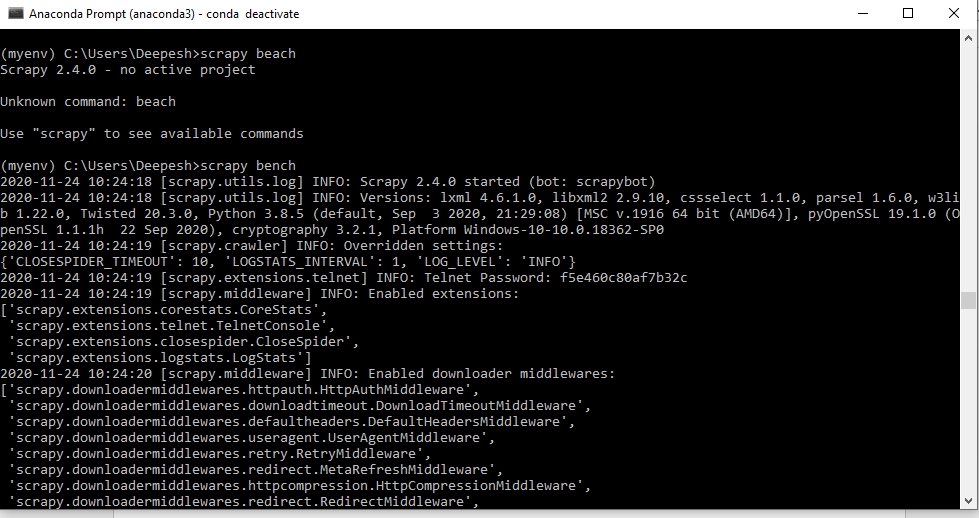 Anaconda Prompt (anaconda3) - conda  deactivate
(myenv) C:\Users\Deepesh>scrapy beach
Scrapy 2.4.0 - no active project
Unknown command: beach
Use "scrapy" to see available commands
(myenv) C:\Users\Deepesh>scrapy bench
2020-11-24 10:24:18 [scrapy.utils.log] INFO: Scrapy 2.4.0 started (bot: scrapybot)
2020-11-24 10:24:18 [scrapy.utils.log] INFO: Versions: lxml 4.6.1.0, libxml2 2.9.10, cssselect 1.1.0, parsel 1.6.0, w3li
b 1.22.0, Twisted 20.3.0, Python 3.8.5 (default, Sep  3 2020, 21:29:08) [MSC v.1916 64 bit (AMD64)], pyOpenSSL 19.1.0 (O
penSSL 1.1.1h  22 Sep 2020), cryptography 3.2.1, Platform Windows-10-10.0.18362-SP0
2020-11-24 10:24:19 [scrapy.crawler] INFO: Overridden settings:
{'CLOSESPIDER_TIMEOUT': 10, 'LOGSTATS_INTERVAL': 1, 'LOG_LEVEL': 'INFO'}
2020-11-24 10:24:19 [scrapy.extensions.telnet] INFO: Telnet Password: f5e460c80af7b32c
2020-11-24 10:24:19 [scrapy.middleware] INFO: Enabled extensions:
['scrapy.extensions.corestats.CoreStats',
 'scrapy.extensions.telnet.TelnetConsole',
 'scrapy.extensions.closespider.CloseSpider',
 'scrapy.extensions.logstats.LogStats']
2020-11-24 10:24:20 [scrapy.middleware] INFO: Enabled downloader middlewares:
['scrapy.downloadermiddlewares.httpauth.HttpAuthMiddleware',
 'scrapy.downloadermiddlewares.downloadtimeout.DownloadTimeoutMiddleware',
 'scrapy.downloadermiddlewares.defaultheaders.DefaultHeadersMiddleware',
 'scrapy.downloadermiddlewares.useragent.UserAgentMiddleware',
 'scrapy.downloadermiddlewares.retry.RetryMiddleware',
 'scrapy.downloadermiddlewares.redirect.MetaRefreshMiddleware',
 'scrapy.downloadermiddlewares.httpcompression.HttpCompressionMiddleware',
 'scrapy.downloadermiddlewares.redirect.RedirectMiddleware',